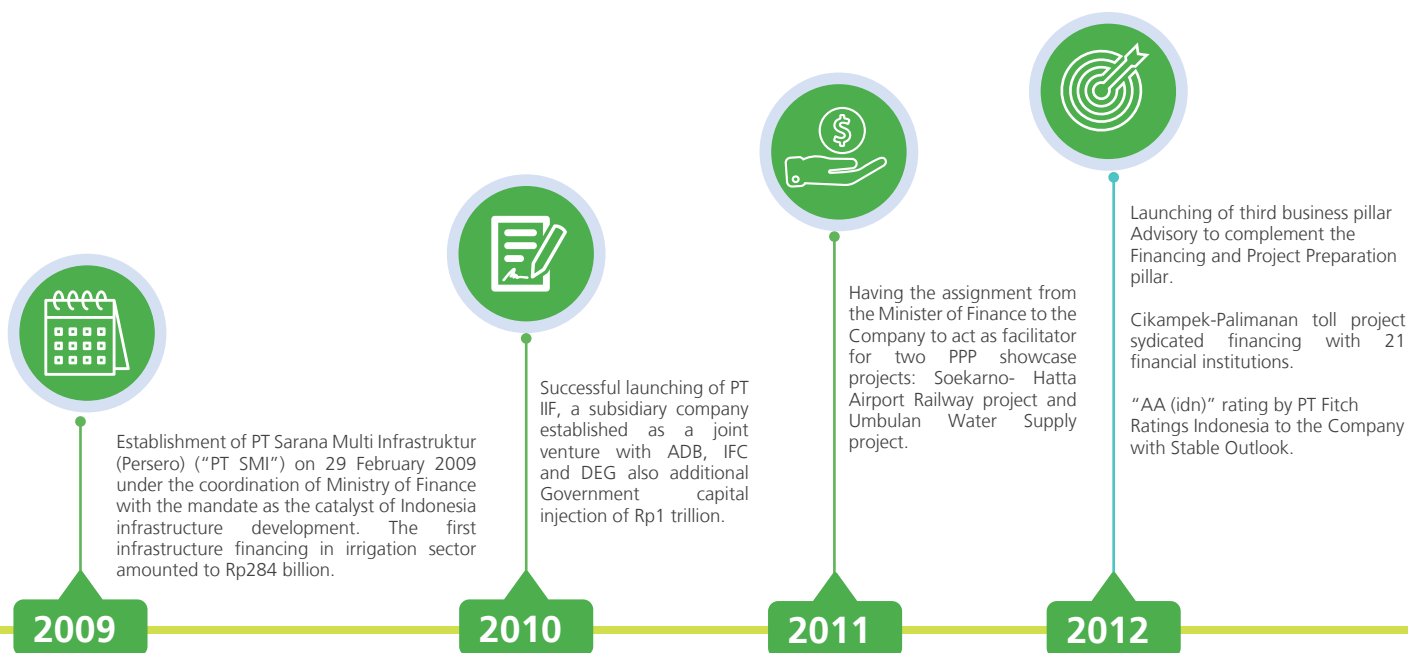 Establishment of PT Sarana Multi Infrastruktur
(Persero) (“PT SMI”) on 29 February 2009
under the coordination of Ministry of Finance
with the mandate as the catalyst of Indonesia
infrastructure development. The first
infrastructure financing in irrigation sector
amounted to Rp284 billion.
2009
Successful launching of PT
IIF, a subsidiary company
established as a joint
venture with ADB, IFC
and DEG also additional
Government capital
injection of Rp1 trillion.
2010
$
Having the assignment from
the Minister of Finance to the
Company to act as facilitator
for two PPP showcase
projects: Soekarno- Hatta
Airport Railway project and
Umbulan Water Supply
project.
2011
Launching of third business pillar
Advisory to complement the
Financing and Project Preparation
pillar.
Cikampek-Palimanan toll project
sydicated financing with 21
financial institutions.
“AA (idn)” rating by PT Fitch
Ratings Indonesia to the Company
with Stable Outlook.
2012